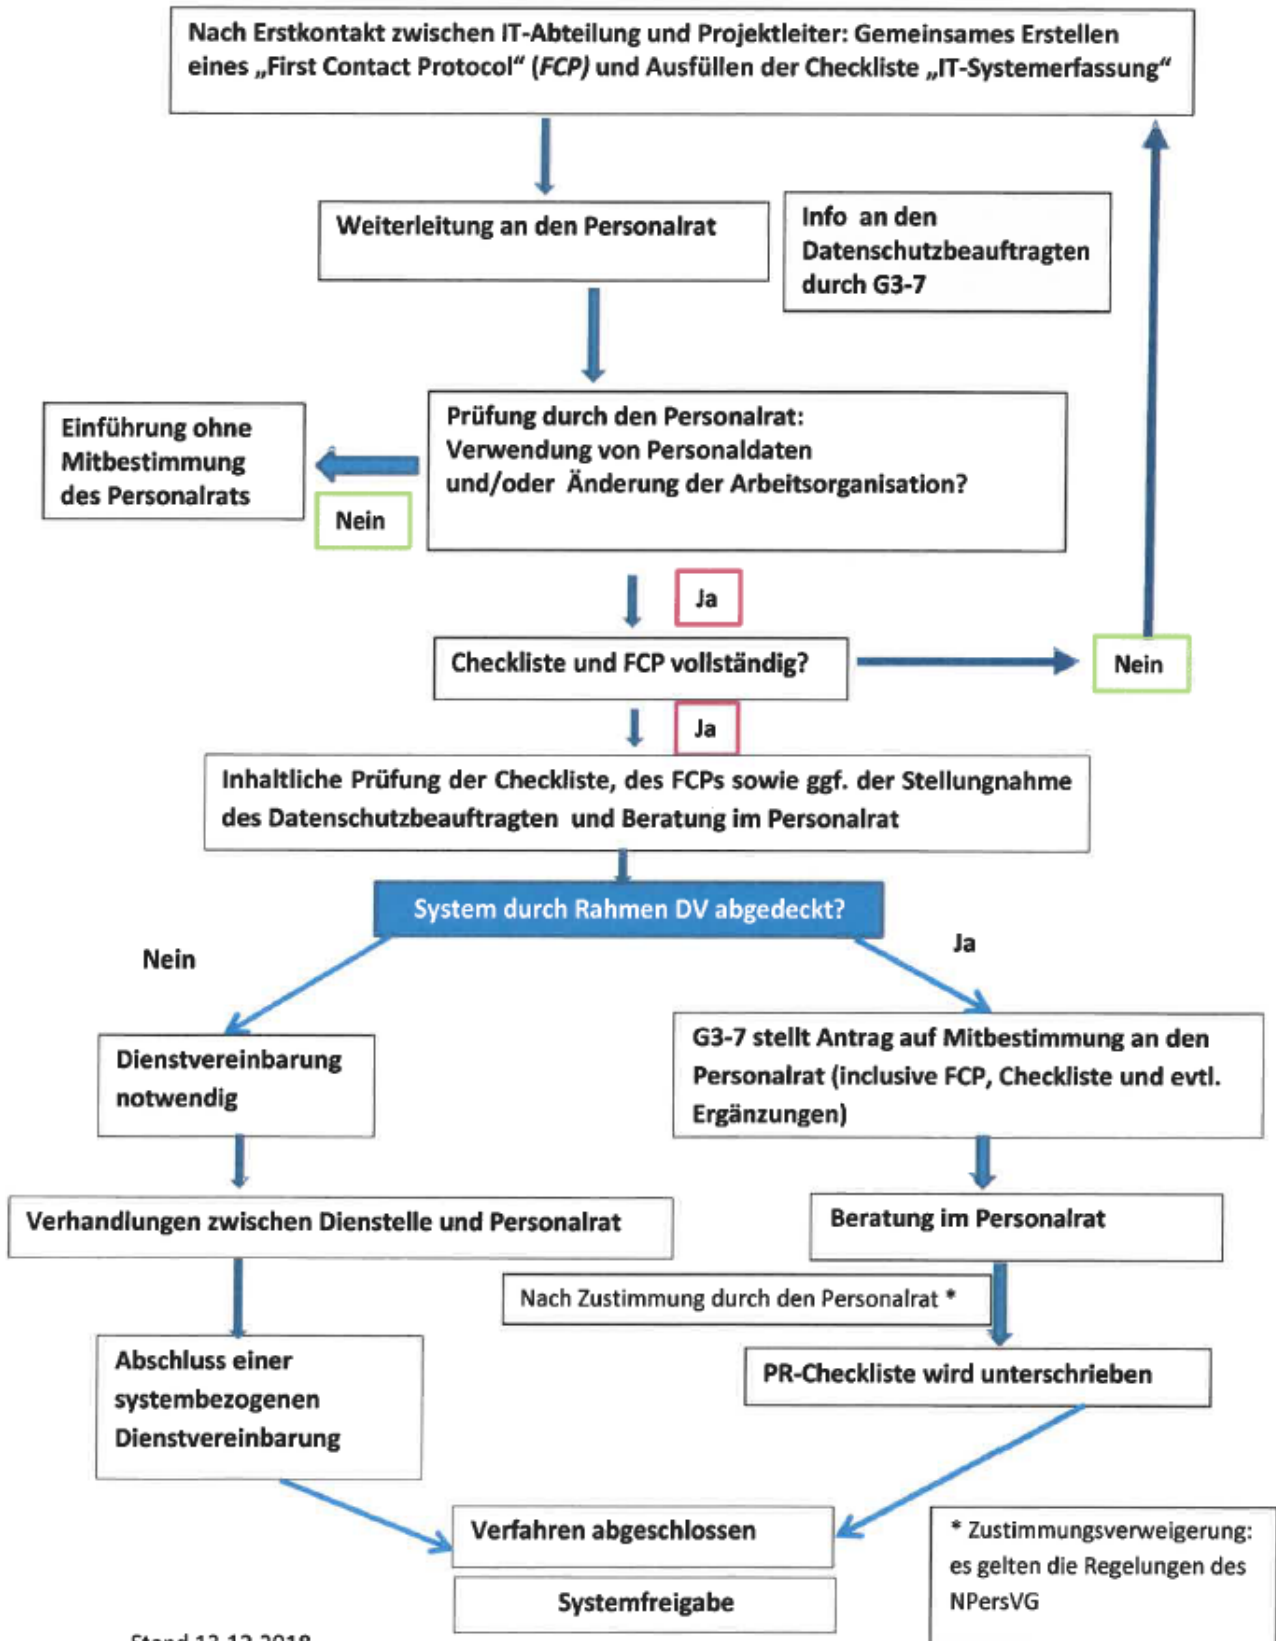 Nach Erstkontakt zwischen IT-Abteilung und Projektleiter: Gemeinsames Erstellen
eines „First Contact Protocol“ (FCP) und Ausfüllen der Checkliste „IT-Systemerfassung“
Weiterleitung an den Personalrat
Info an den
Datenschutzbeauftragten
durch G3-7
Einführung ohne
Mitbestimmung
des Personalrats
Nein
Prüfung durch den Personalrat:
Verwendung von Personaldaten
und/oder Änderung der Arbeitsorganisation?
Ja
Checkliste und FCP vollständig?
Nein
Ja
Inhaltliche Prüfung der Checkliste, des FCPs sowie ggf. der Stellungnahme
des Datenschutzbeauftragten und Beratung im Personalrat
System durch Rahmen DV abgedeckt?
Nein
Ja
Dienstvereinbarung
notwendig
G3-7 stellt Antrag auf Mitbestimmung an den
Personalrat (inclusive FCP, Checkliste und evtl.
Ergänzungen)
Verhandlungen zwischen Dienstelle und Personalrat
Beratung im Personalrat
Nach Zustimmung durch den Personalrat *
Abschluss einer
systembezogenen
Dienstvereinbarung
PR-Checkliste wird unterschrieben
Verfahren abgeschlossen
Systemfreigabe
* Zustimmungsverweigerung:
es gelten die Regelungen des
NPersVG
Stand 13.12.2018